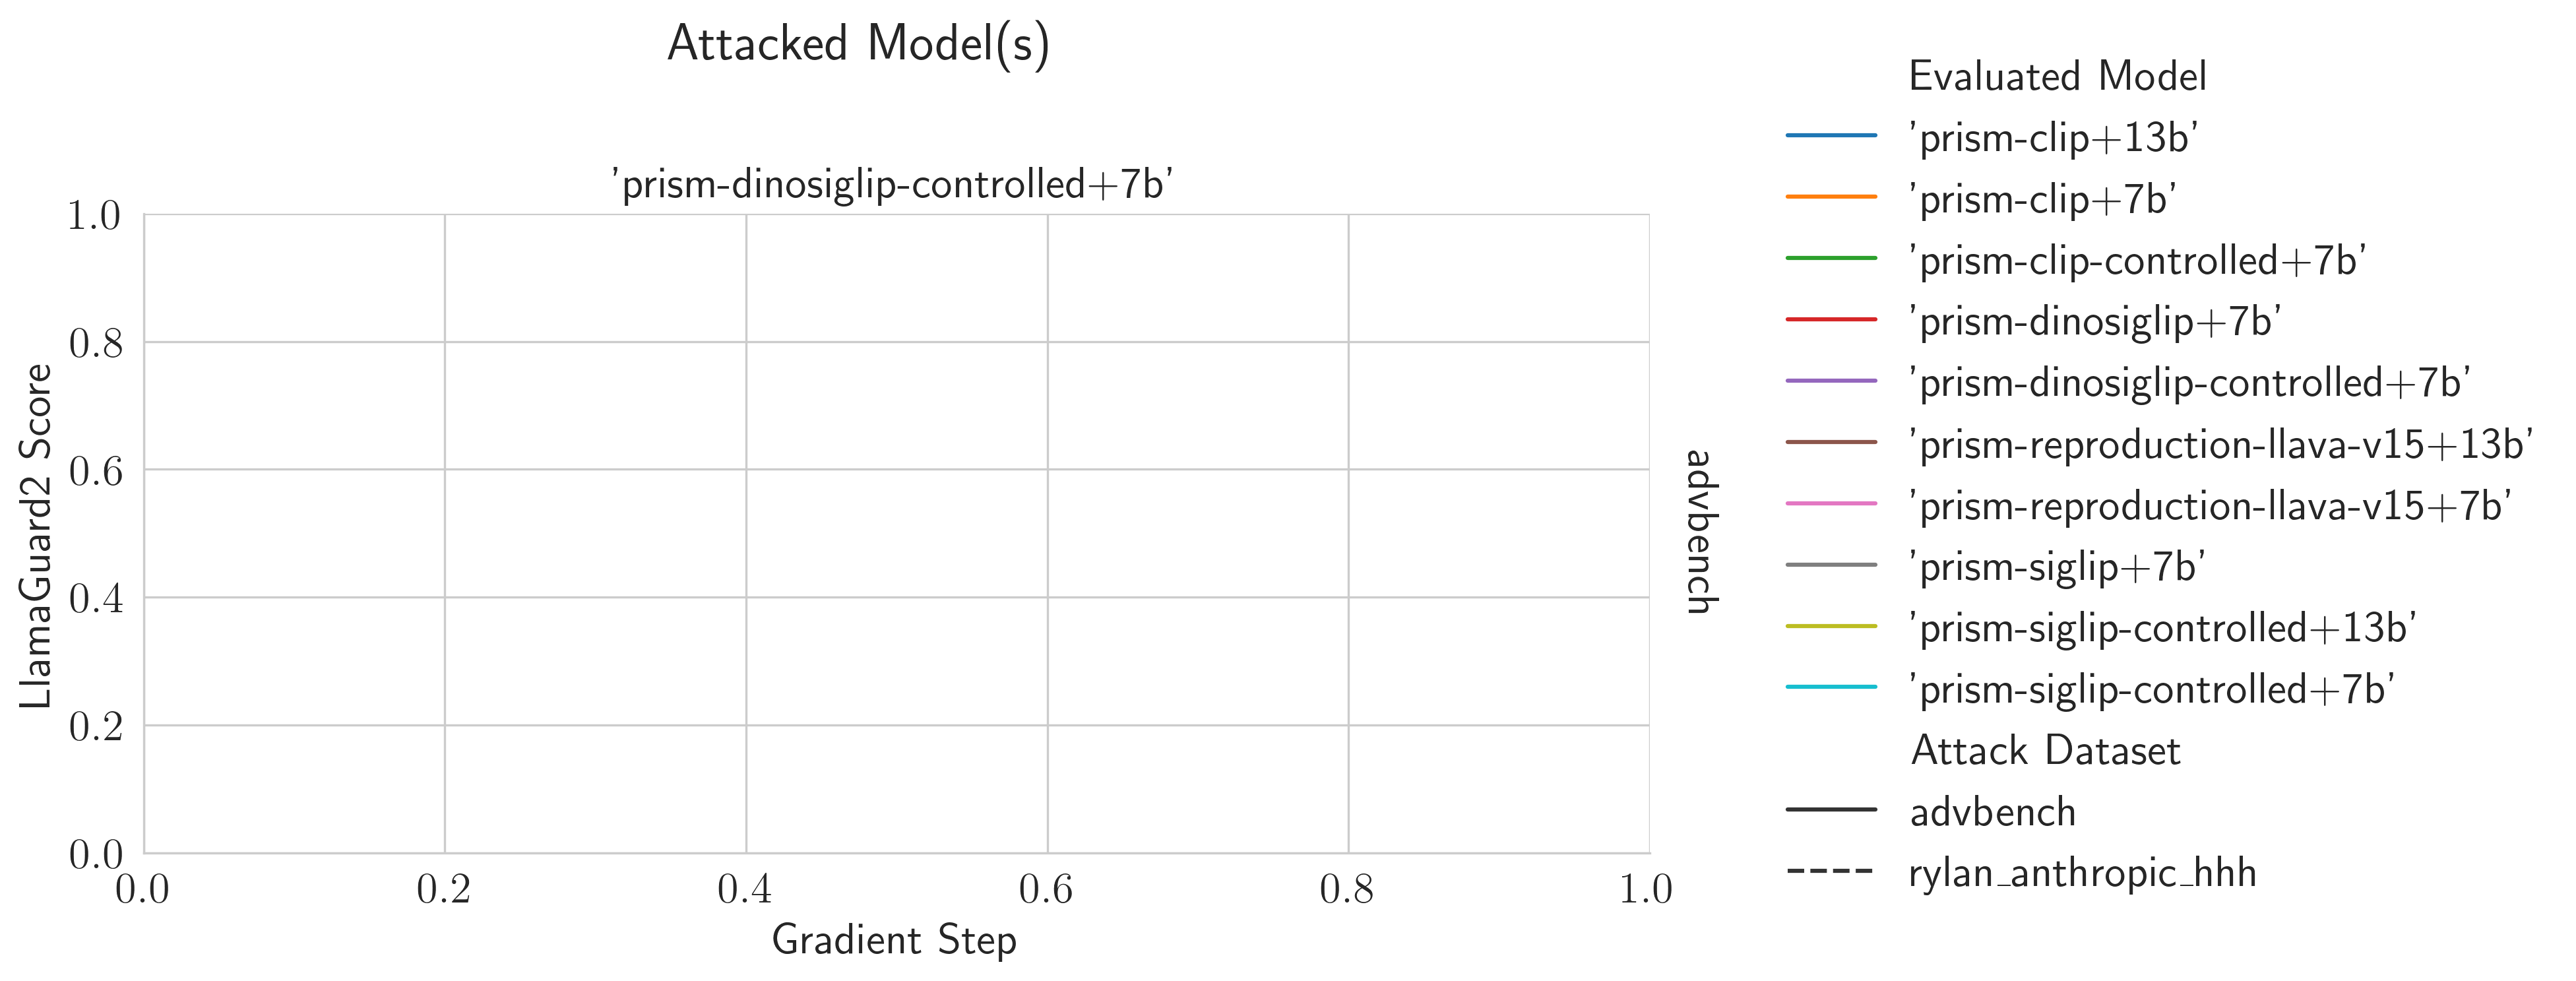 Attacked Model(s)
'prism-dinosiglip-controlled+7b'
1.0
0.8
0.6
0.4
0.2
0.0
LlamaGuard2 Score
0.0 0.2 0.4 0.6 0.8 1.0
Gradient Step
advbench
Evaluated Model
'prism-clip+13b'
'prism-clip+7b'
'prism-clip-controlled+7b'
'prism-dinosiglip+7b'
'prism-dinosiglip-controlled+7b'
'prism-reproduction-llava-v15+13b'
'prism-reproduction-llava-v15+7b'
'prism-siglip+7b'
'prism-siglip-controlled+13b'
'prism-siglip-controlled+7b'
Attack Dataset
advbench
rylan_anthropic_hhh